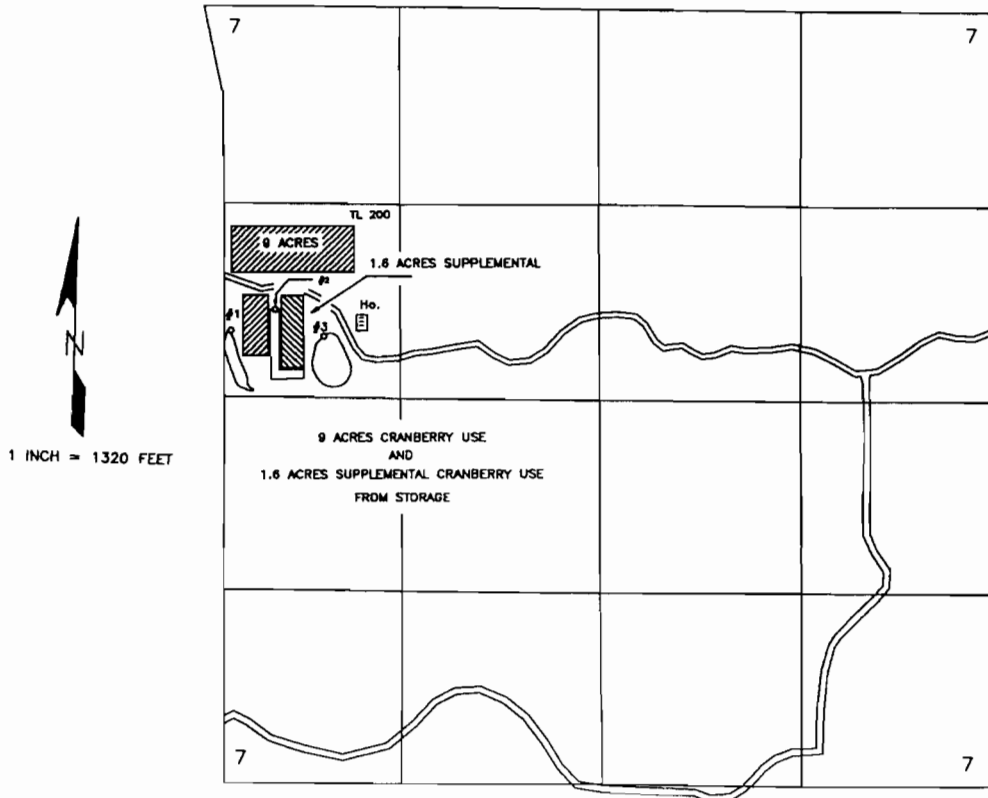 7
7
TL 200
9 ACRES
1.6 ACRES SUPPLEMENTAL
#2
Ho.
#1
#3
N
1 INCH = 1320 FEET
9 ACRES CRANBERRY USE
AND
1.6 ACRES SUPPLEMENTAL CRANBERRY USE
FROM STORAGE
7
7